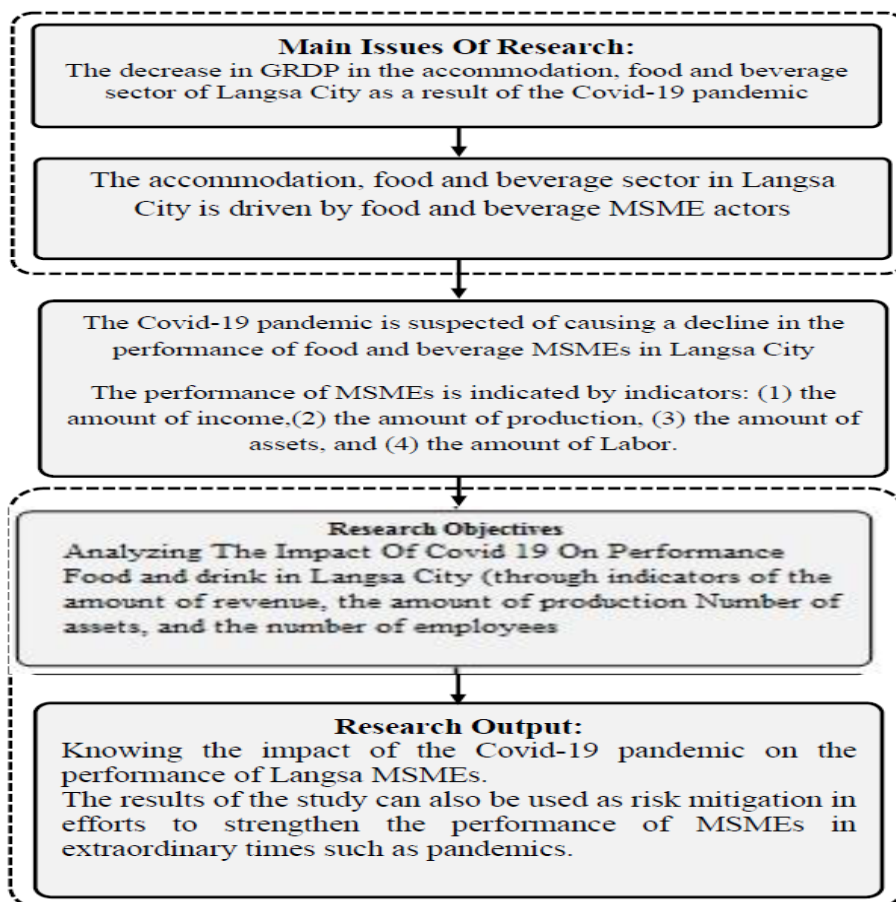 Main Issues Of Research:
The decrease in GRDP in the accommodation, food and beverage
sector of Langsa City as a result of the Covid-19 pandemic
The accommodation, food and beverage sector in Langsa
City is driven by food and beverage MSME actors
The Covid-19 pandemic is suspected of causing a decline in the
performance of food and beverage MSMEs in Langsa City
The performance of MSMEs is indicated by indicators: (1) the
amount of income,(2) the amount of production, (3) the amount of
assets, and (4) the amount of Labor.
Research Objectives
Analyzing The Impact Of Covid 19 On Performance
Food and drink in Langsa City (through indicators of the
amount of revenue, the amount of production Number of
assets, and the number of employees
Research Output:
Knowing the impact of the Covid-19 pandemic on the
performance of Langsa MSMEs.
The results of the study can also be used as risk mitigation in
efforts to strengthen the performance of MSMEs in
extraordinary times such as pandemics.